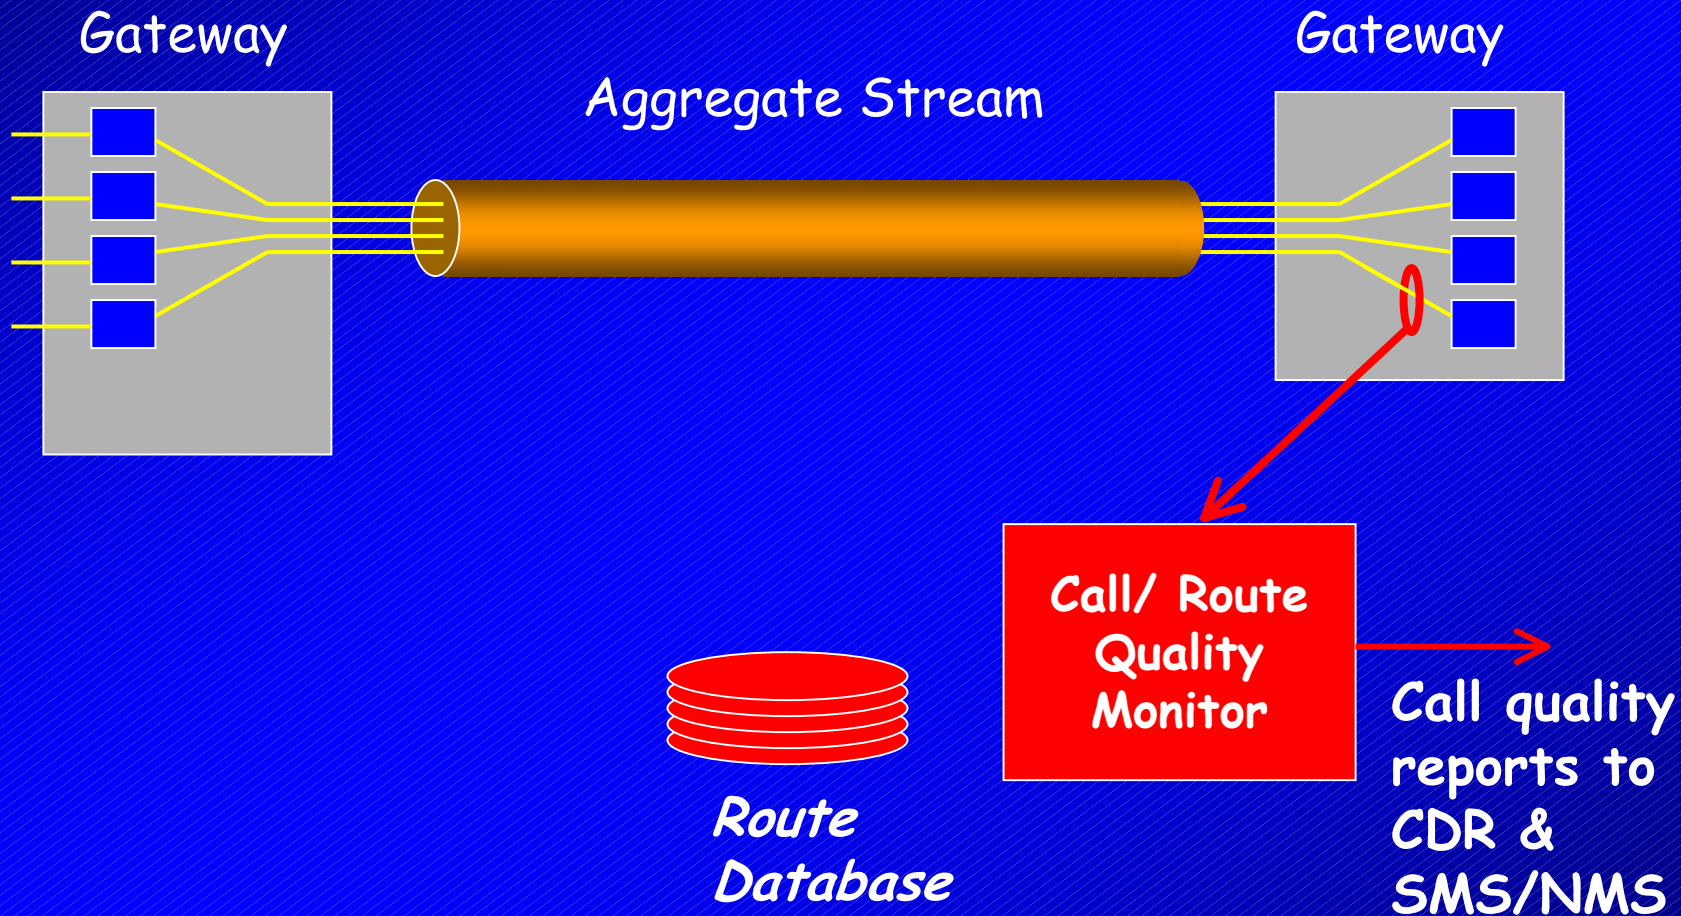 Gateway
Gateway
Aggregate Stream
Call/ Route
Quality
Monitor
Call quality
reports to
CDR &
SMS/NMS
Route
Database